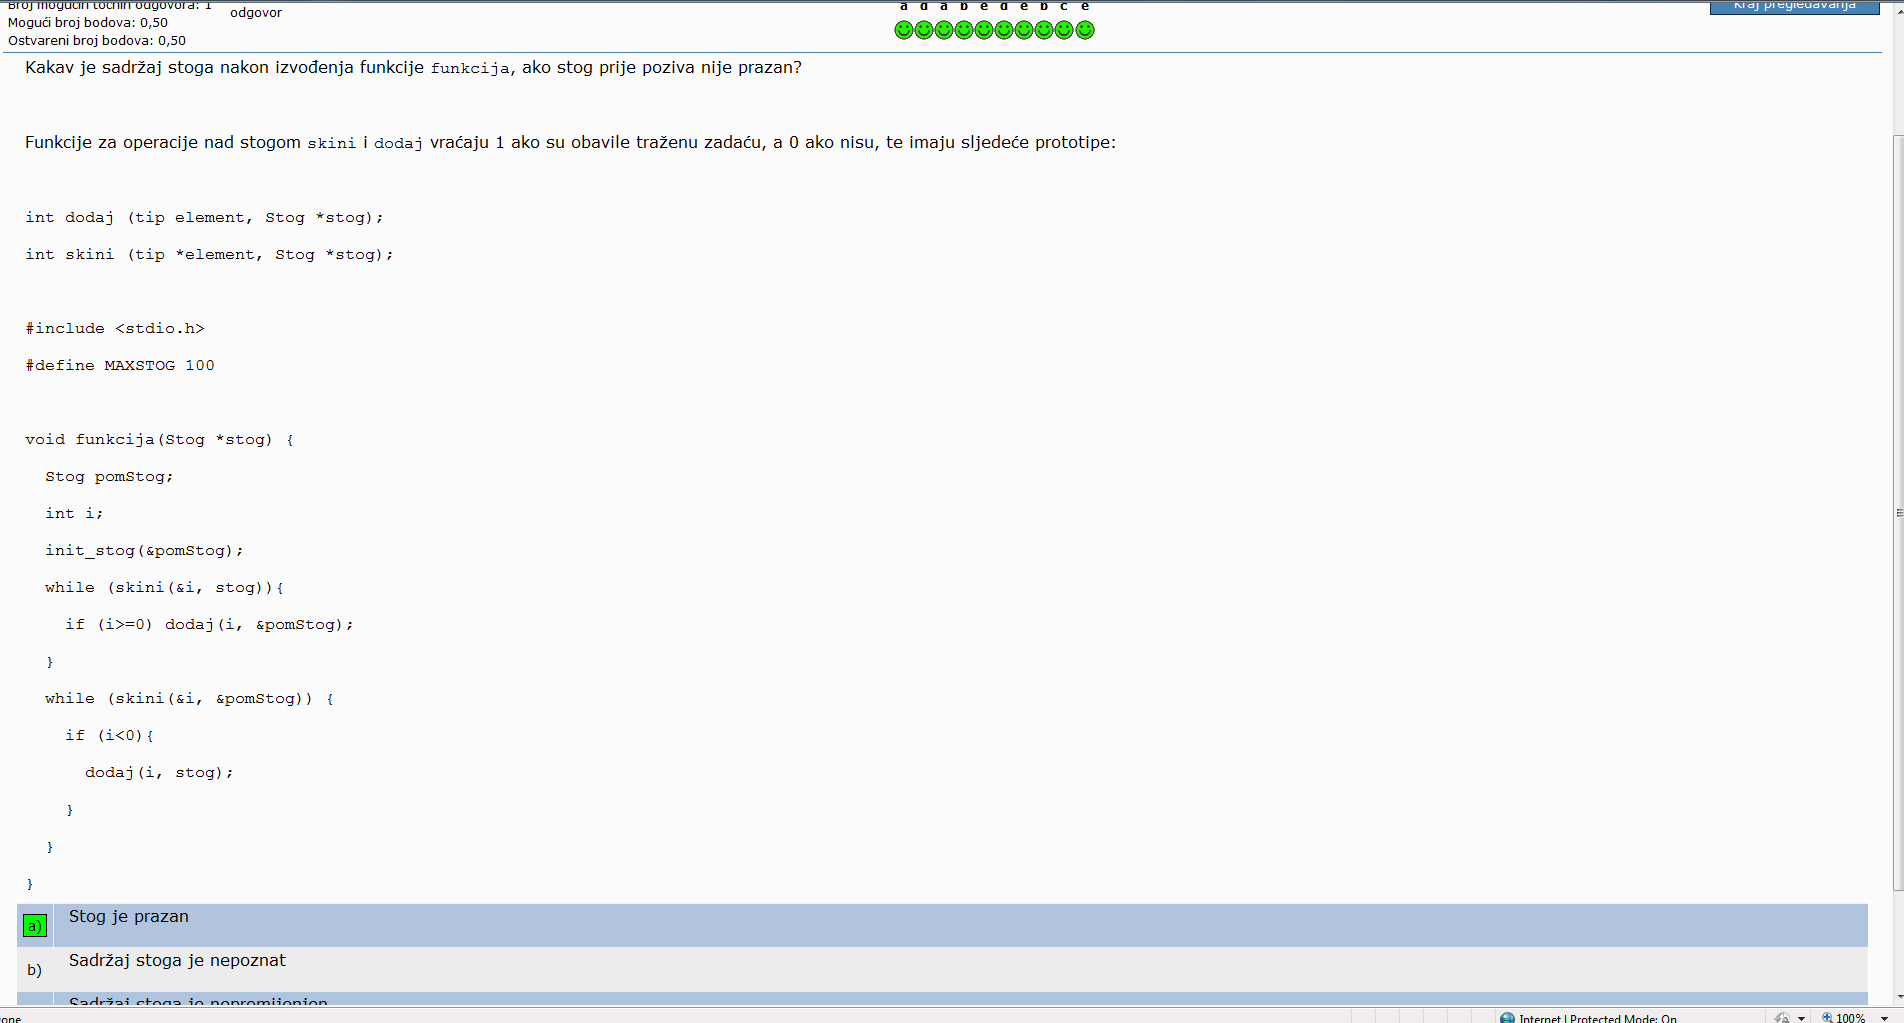 Broj mogućih točnih odgovora: 1
odgovor
Mogući broj bodova: 0,50
Ostvareni broj bodova: 0,50
a d a b e d e b c e
Kraj pregledavanja
Kakav je sadržaj stoga nakon izvođenja funkcije funkcija, ako stog prije poziva nije prazan?
Funkcije za operacije nad stogom skini i dodaj vraćaju 1 ako su obavile traženu zadaću, a 0 ako nisu, te imaju sljedeće prototipe:
int dodaj (tip element, Stog *stog);
int skini (tip *element, Stog *stog);
#include <stdio.h>
#define MAXSTOG 100
void funkcija(Stog *stog) {
Stog pomStog;
int i;
init_stog(&pomStog);
while (skini(&i, stog)){
if (i>=0) dodaj(i, &pomStog);
}
while (skini(&i, &pomStog)) {
if (i<0){
dodaj(i, stog);
}
}
}
a) Stog je prazan
b) Sadržaj stoga je nepoznat
Sadržaj stoga je nepromijenjen
one
Internet | Protected Mode: On
100%